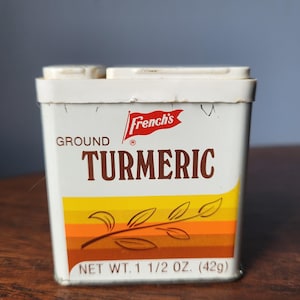 French's
®
GROUND
TURMERIC
NET WT. 1 1/2 OZ. (42g)